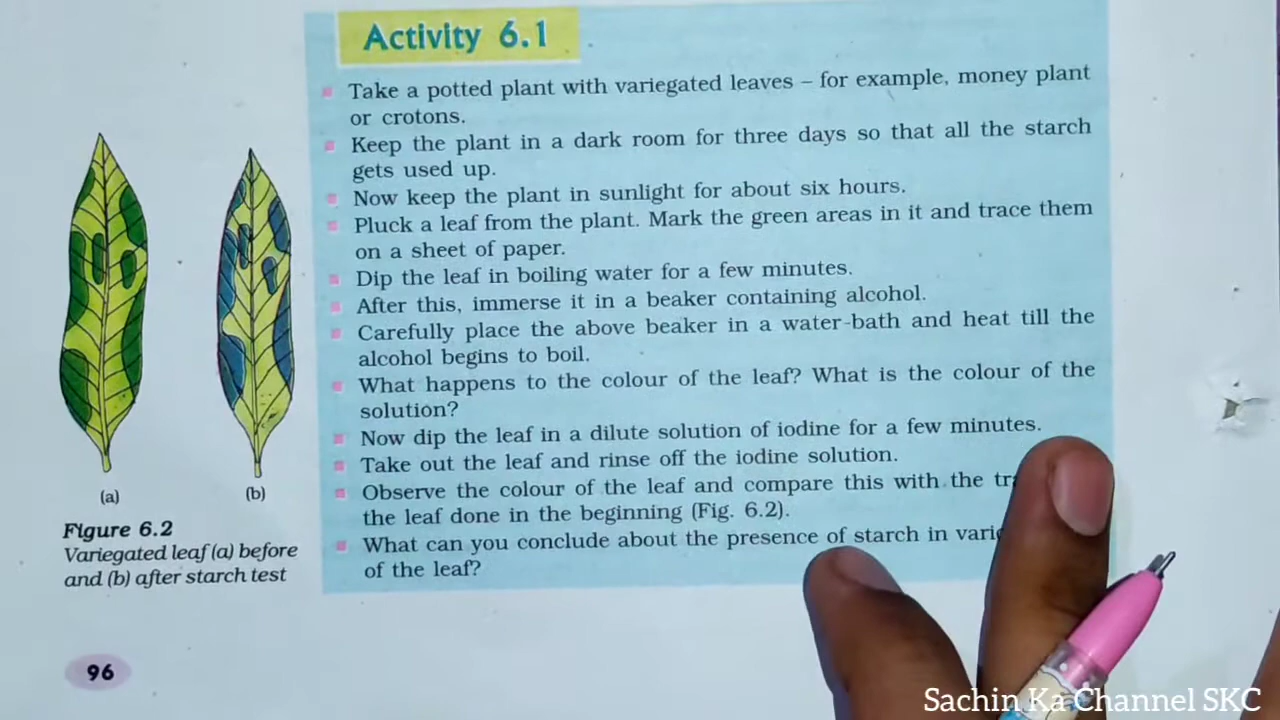 Activity 6.1
Take a potted plant with variegated leaves – for example, money plant
or crotons.
Keep the plant in a dark room for three days so that all the starch
gets used up.
Now keep the plant in sunlight for about six hours.
Pluck a leaf from the plant. Mark the green areas in it and trace them
on a sheet of paper.
Dip the leaf in boiling water for a few minutes.
After this, immerse it in a beaker containing alcohol.
Carefully place the above beaker in a water-bath and heat till the
alcohol begins to boil.
What happens to the colour of the leaf? What is the colour of the
solution?
Now dip the leaf in a dilute solution of iodine for a few minutes.
Take out the leaf and rinse off the iodine solution.
Observe the colour of the leaf and compare this with the
the leaf done in the beginning (Fig. 6.2).
What can you conclude about the presence of starch in
of the leaf?
(a)
(b)
Figure 6.2
Variegated leaf (a) before
and (b) after starch test
96
Sachin Ka Channel SKC